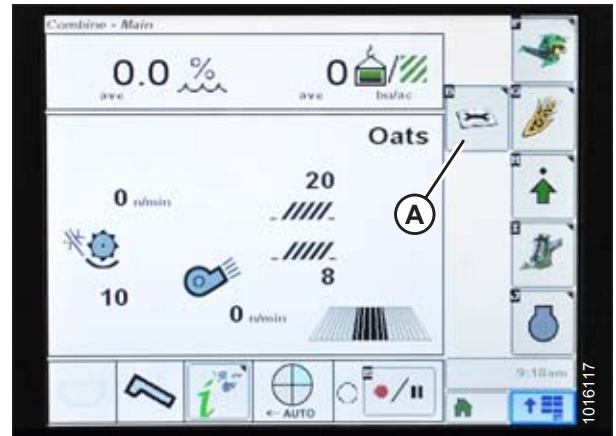 Combine - Main
0.0 %
ave
0
ave bu/ac
Oats
0 n/min
20
8
10
0 n/min
A
← AUTO
9:18am
1016117